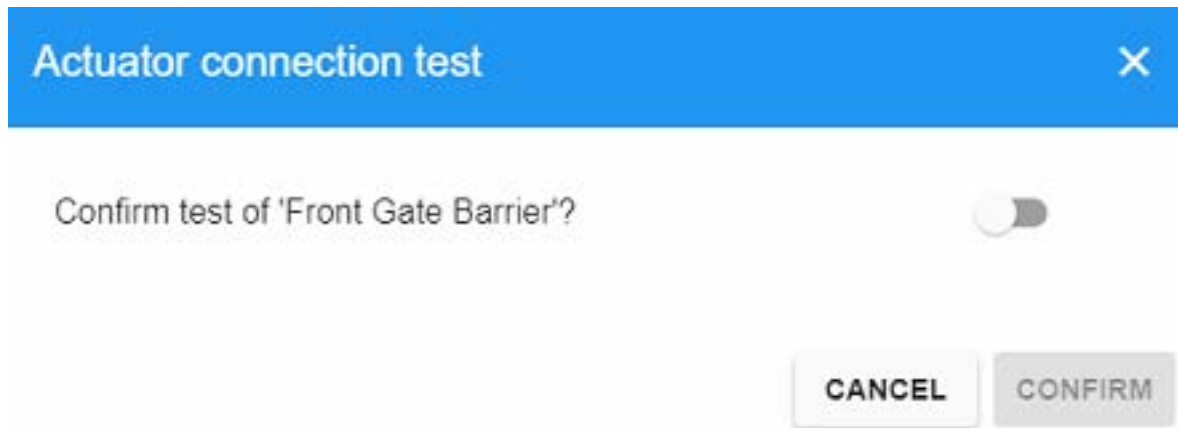 Actuator connection test
Confirm test of 'Front Gate Barrier'?
CANCEL CONFIRM